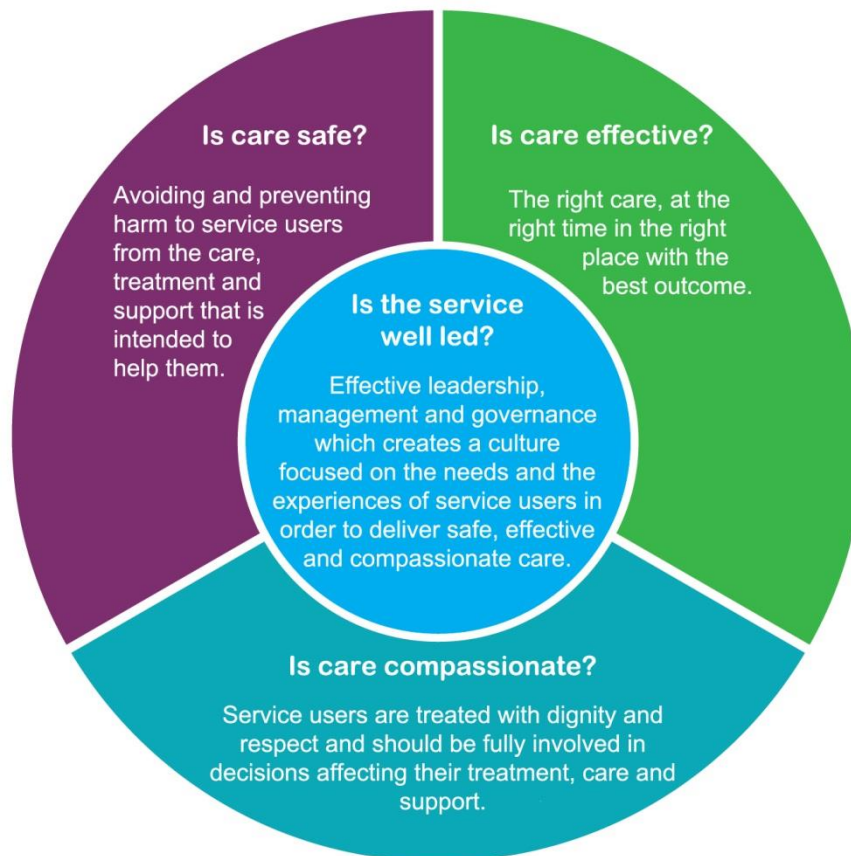 Is care safe?
Avoiding and preventing
harm to service users
from the care,
treatment and
support that is
intended to
help them.
Is care effective?
The right care, at the
right time in the right
place with the
best outcome.
Is the service
well led?
Effective leadership,
management and governance
which creates a culture
focused on the needs and the
experiences of service users in
order to deliver safe, effective
and compassionate care.
Is care compassionate?
Service users are treated with dignity and
respect and should be fully involved in
decisions affecting their treatment, care and
support.